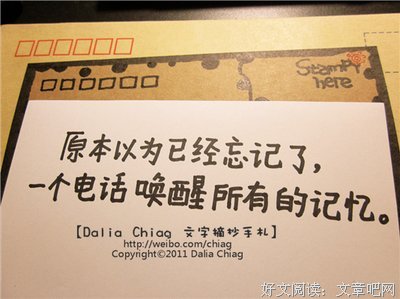 Stamp
here
原本以为已经忘记了，
一个电话 唤醒 所有的记忆。
【Dalia Chiag 文字摘抄手札】
http://weibo.com/chiag
Copyright©2011 Dalia Chiag
好文阅读：文章吧网